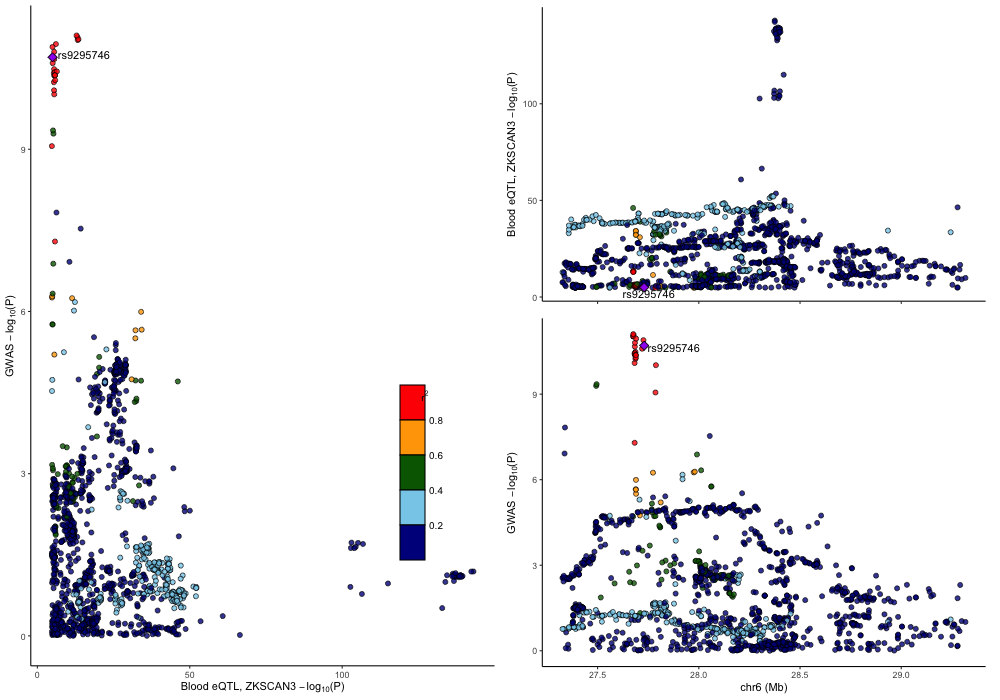 rs9295746
9
6
3
0
GWAS −log10(P)
0
50
100
Blood eQTL, ZKSCAN3 −log10(P)
r2
0.8
0.6
0.4
0.2
100
50
0
Blood eQTL, ZKSCAN3 −log10(P)
rs9295746
9
6
3
0
GWAS −log10(P)
rs9295746
27.5
28.0
28.5
29.0
chr6 (Mb)